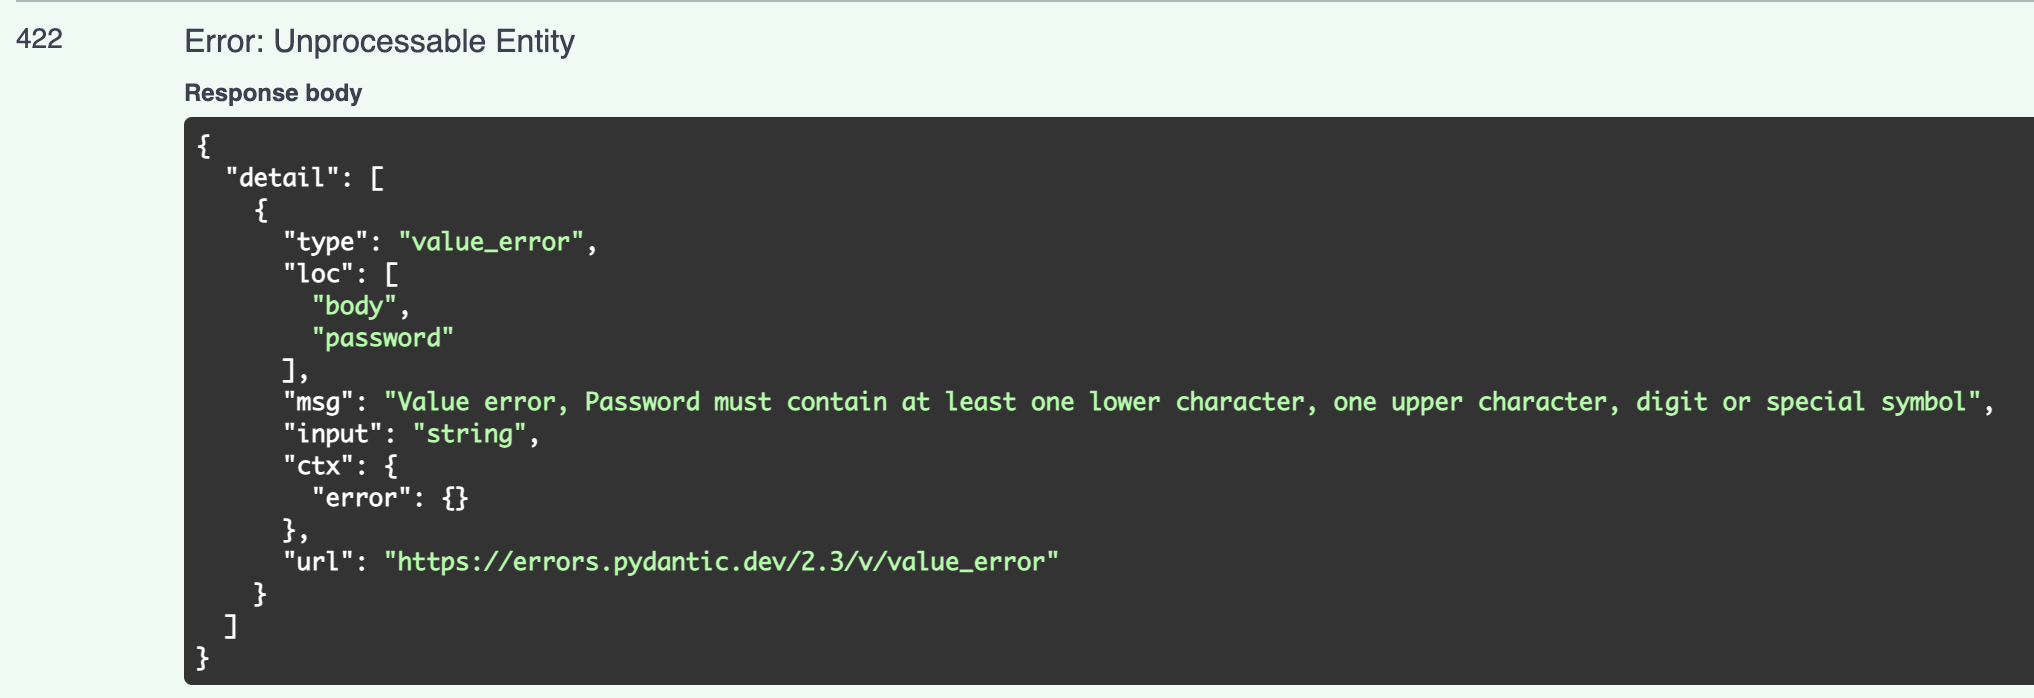 422
Error: Unprocessable Entity
Response body
{
  "detail": [
    {
      "type": "value_error",
      "loc": [
        "body",
        "password"
      ],
      "msg": "Value error, Password must contain at least one lower character, one upper character, digit or special symbol",
      "input": "string",
      "ctx": {
        "error": {}
      },
      "url": "https://errors.pydantic.dev/2.3/v/value_error"
    }
  ]
}